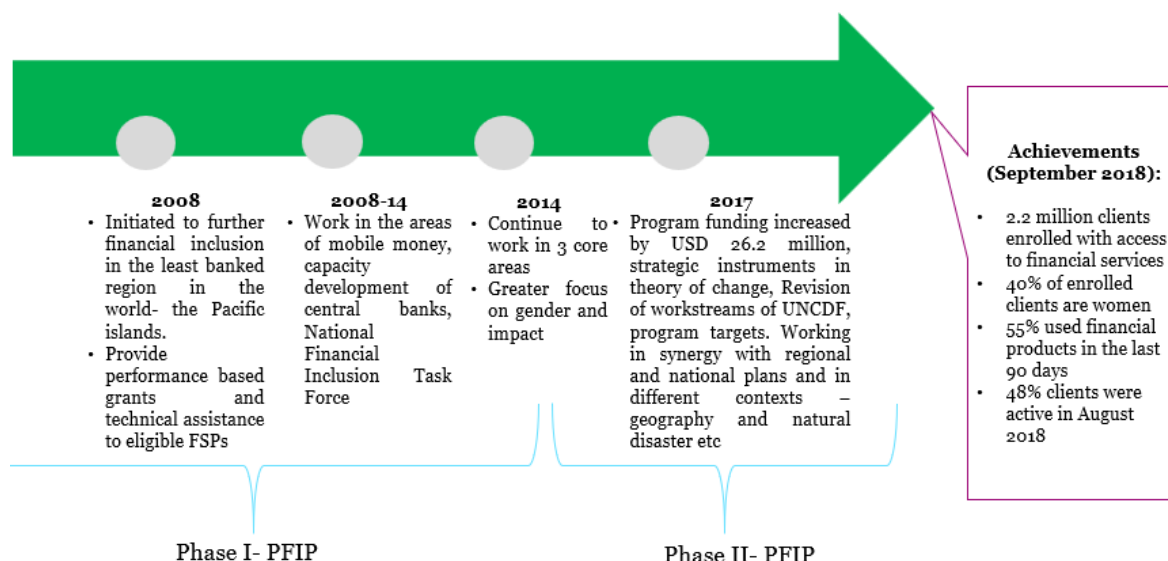 2008
• Initiated to further
financial inclusion
in the least banked
region in the
world- the Pacific
islands.
• Provide
performance based
grants and
technical assistance
to eligible FSPs
2008-14
• Work in the areas
of mobile money,
capacity
development of
central banks,
National
Financial
Inclusion Task
Force
2014
• Continue to
work in 3 core
areas
• Greater focus
on gender and
impact
2017
• Program funding increased
by USD 26.2 million,
strategic instruments in
theory of change, Revision
of workstreams of UNCDF,
program targets. Working
in synergy with regional
and national plans and in
different contexts –
geography and natural
disaster etc
Achievements
(September 2018):
• 2.2 million clients
enrolled with access
to financial services
• 40% of enrolled
clients are women
• 55% used financial
products in the last
90 days
• 48% clients were
active in August
2018
Phase I- PFIP
Phase II- PFIP